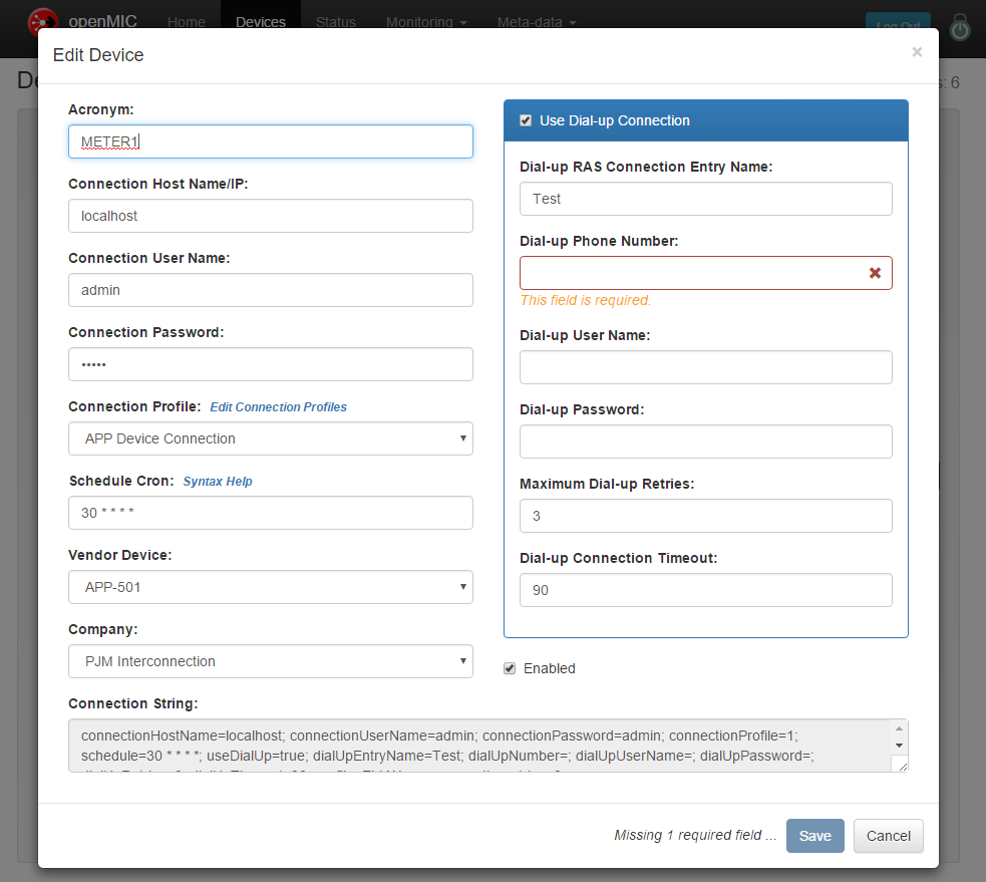 openMIC Home Devices Status Monitoring Meta-data Log Out
Edit Device ×
De s: 6
Acronym:
METER1
Connection Host Name/IP:
localhost
Connection User Name:
admin
Connection Password:
•••••
Connection Profile: Edit Connection Profiles
APP Device Connection
Schedule Cron: Syntax Help
30 * * * *
Vendor Device:
APP-501
Company:
PJM Interconnection
Use Dial-up Connection
Dial-up RAS Connection Entry Name:
Test
Dial-up Phone Number:
This field is required.
Dial-up User Name:
Dial-up Password:
Maximum Dial-up Retries:
3
Dial-up Connection Timeout:
90
Enabled
Connection String:
connectionHostName=localhost; connectionUserName=admin; connectionPassword=admin; connectionProfile=1;
schedule=30 * * * *; useDialUp=true; dialUpEntryName=Test; dialUpNumber=; dialUpUserName=; dialUpPassword=;
Missing 1 required field ... Save Cancel